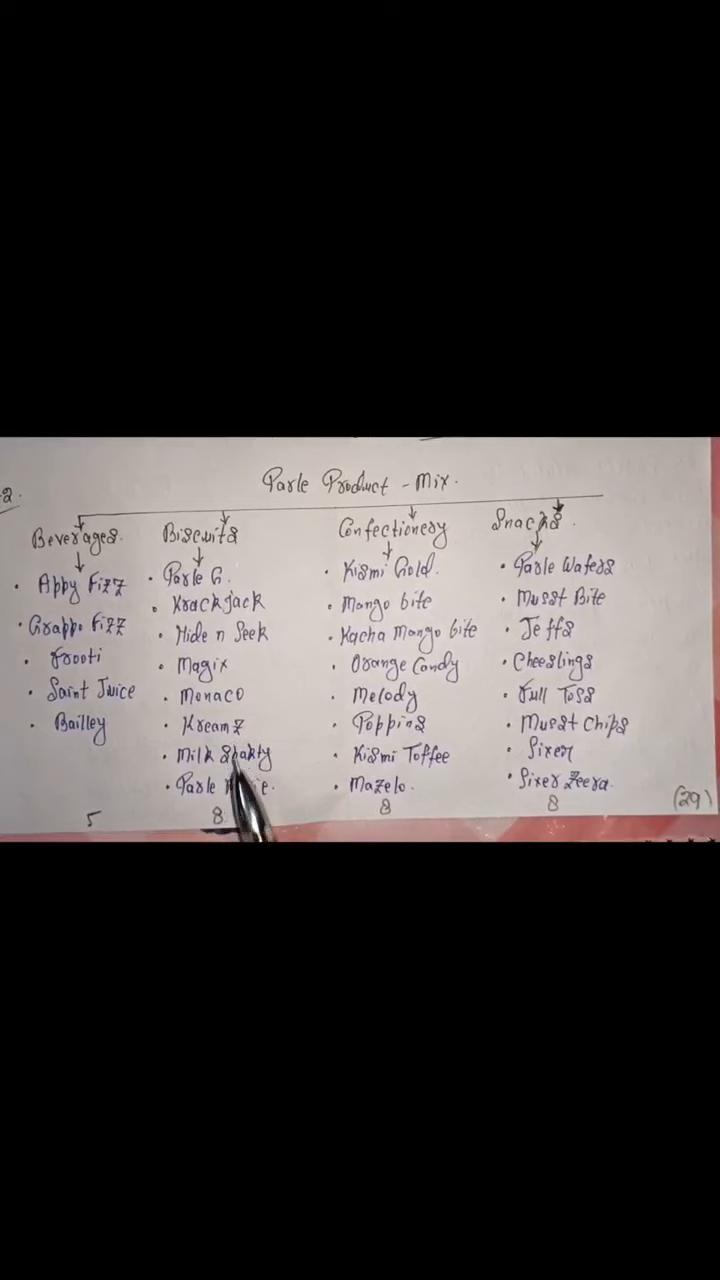 2.
Parle Product - Mix.
Beverages.
• Appy Fizz
• Grappo Fizz
• Frooti
• Saint Juice
• Bailley
5
Biscuits
• Parle G.
• Krackjack
• Hide n Seek
• Magix
• Monaco
• Kreamz
• Milk Shakty
• Parle
8
Confectionery
• Kismi Gold.
• Mango bite
• Kacha Mango bite
• Orange Candy
• Melody
• Poppins
• Kismi Toffee
• Mazelo.
8
Snacks.
• Parle Wafers
• Musst Bite
• Jeffs
• Cheeslings
• Full Toss
• Musst Chips
• Sixer
• Sixer Zeera.
8
(29)